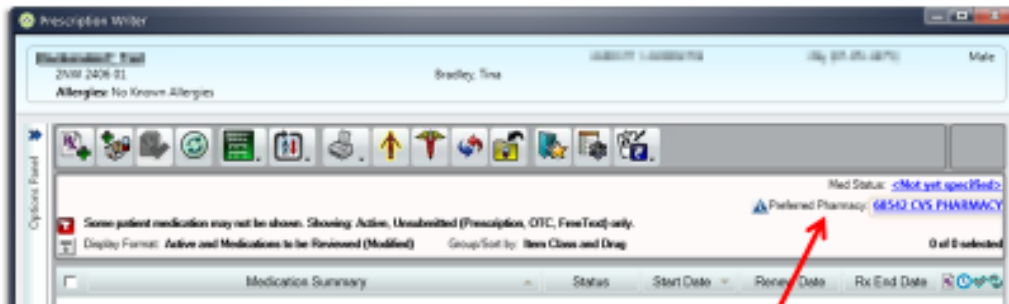 Prescription Writer
Male
2NW 2406 01
Bradley, Tina
Allergies: No Known Allergies
Options Panel
Med Status: <Not yet specified>
Preferred Pharmacy: 68542 CVS PHARMACY
Some patient medication may not be shown. Showing: Active, Unsubmitted (Prescription, OTC, FreeText) only.
Display Format: Active and Medications to be Reviewed (Modified) Group/Sort by: Item Class and Drug 0 of 0 selected
Medication Summary Status Start Date Renew Date Rx End Date